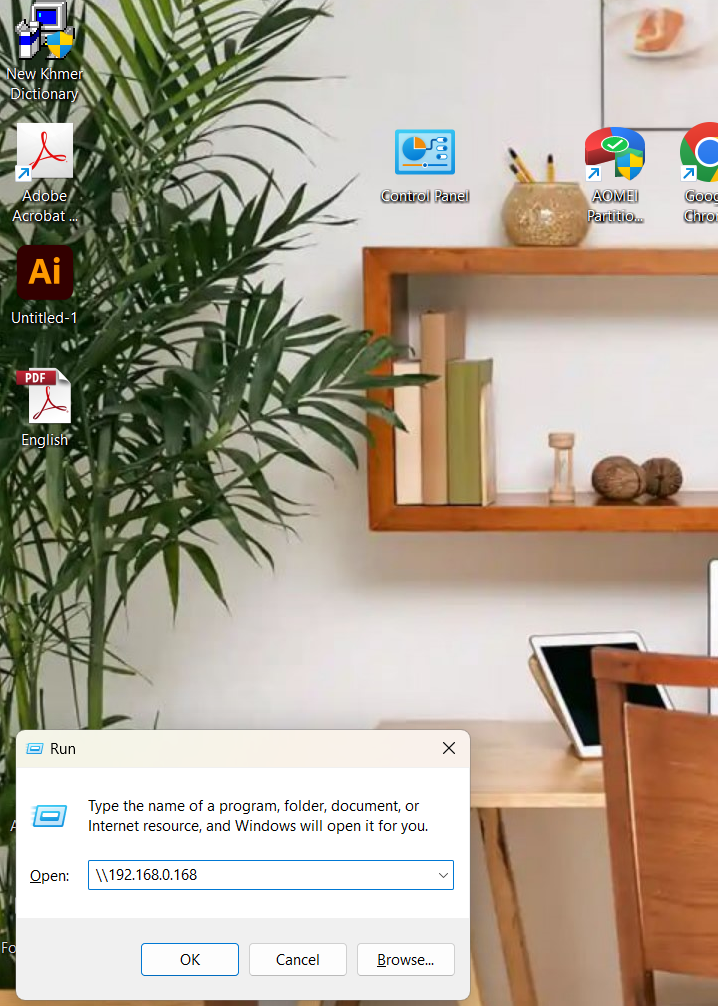 New Khmer
Dictionary
Adobe
Acrobat ...
Ai
Untitled-1
PDF
English
Control Panel
AOMEI
Partitio...
Goog
Chro
Run
Type the name of a program, folder, document, or
Internet resource, and Windows will open it for you.
Open:
\\192.168.0.168
OK
Cancel
Browse...
Fo